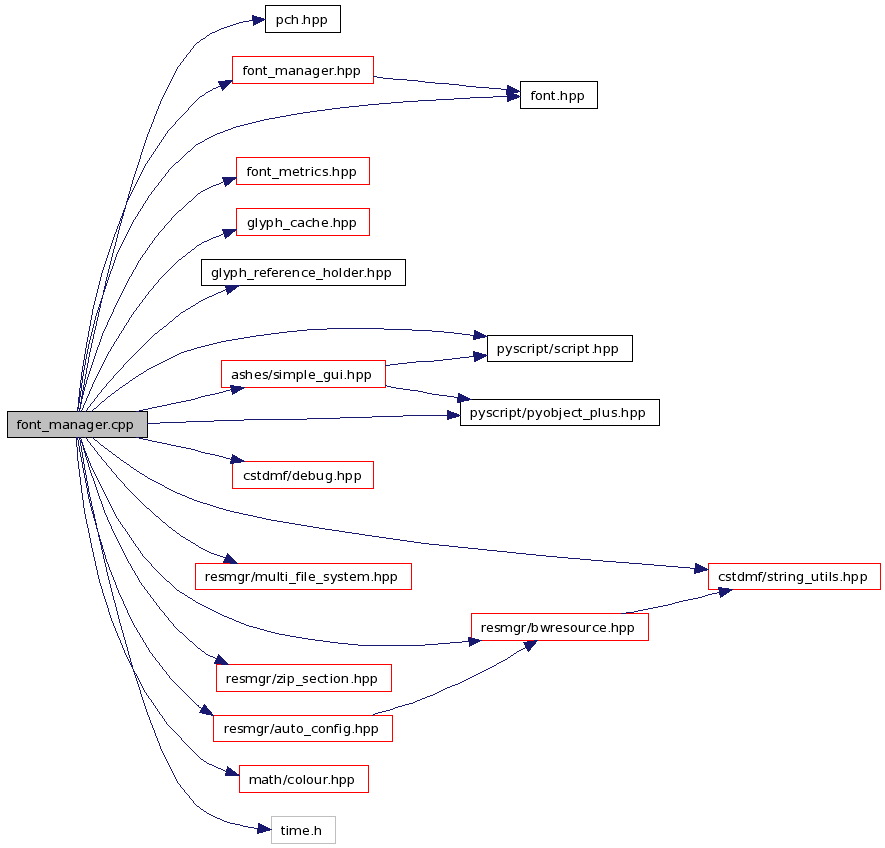 pch.hpp
font_manager.hpp
font.hpp
font_metrics.hpp
glyph_cache.hpp
glyph_reference_holder.hpp
pyscript/script.hpp
ashes/simple_gui.hpp
pyscript/pyobject_plus.hpp
font_manager.cpp
cstdmf/debug.hpp
resmgr/multi_file_system.hpp
cstdmf/string_utils.hpp
resmgr/bwresource.hpp
resmgr/zip_section.hpp
resmgr/auto_config.hpp
math/colour.hpp
time.h